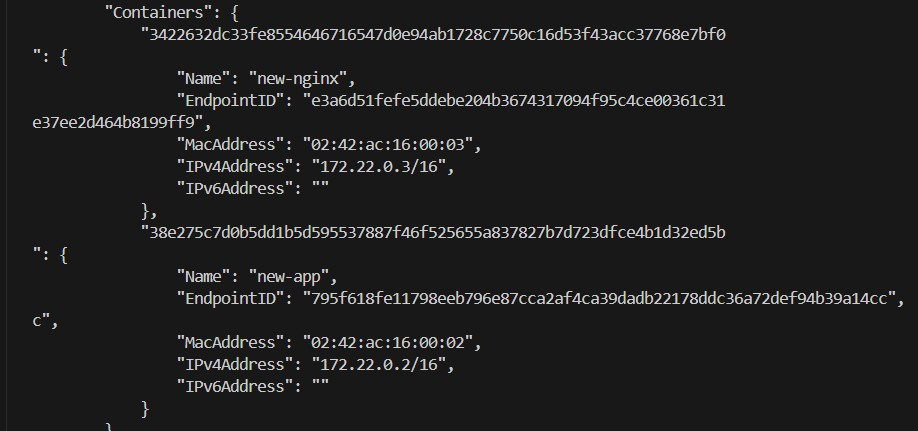 "Containers": {
"3422632dc33fe8554646716547d0e94ab1728c7750c16d53f43acc37768e7bf0
": {
"Name": "new-nginx",
"EndpointID": "e3a6d51fefe5ddebe204b3674317094f95c4ce00361c31
e37ee2d464b8199ff9",
"MacAddress": "02:42:ac:16:00:03",
"IPv4Address": "172.22.0.3/16",
"IPv6Address": ""
},
"38e275c7d0b5dd1b5d595537887f46f525655a837827b7d723dfce4b1d32ed5b
": {
"Name": "new-app",
"EndpointID": "795f618fe11798eeb796e87cca2af4ca39dadb22178ddc36a72def94b39a14cc",
c",
"MacAddress": "02:42:ac:16:00:02",
"IPv4Address": "172.22.0.2/16",
"IPv6Address": ""
}
}